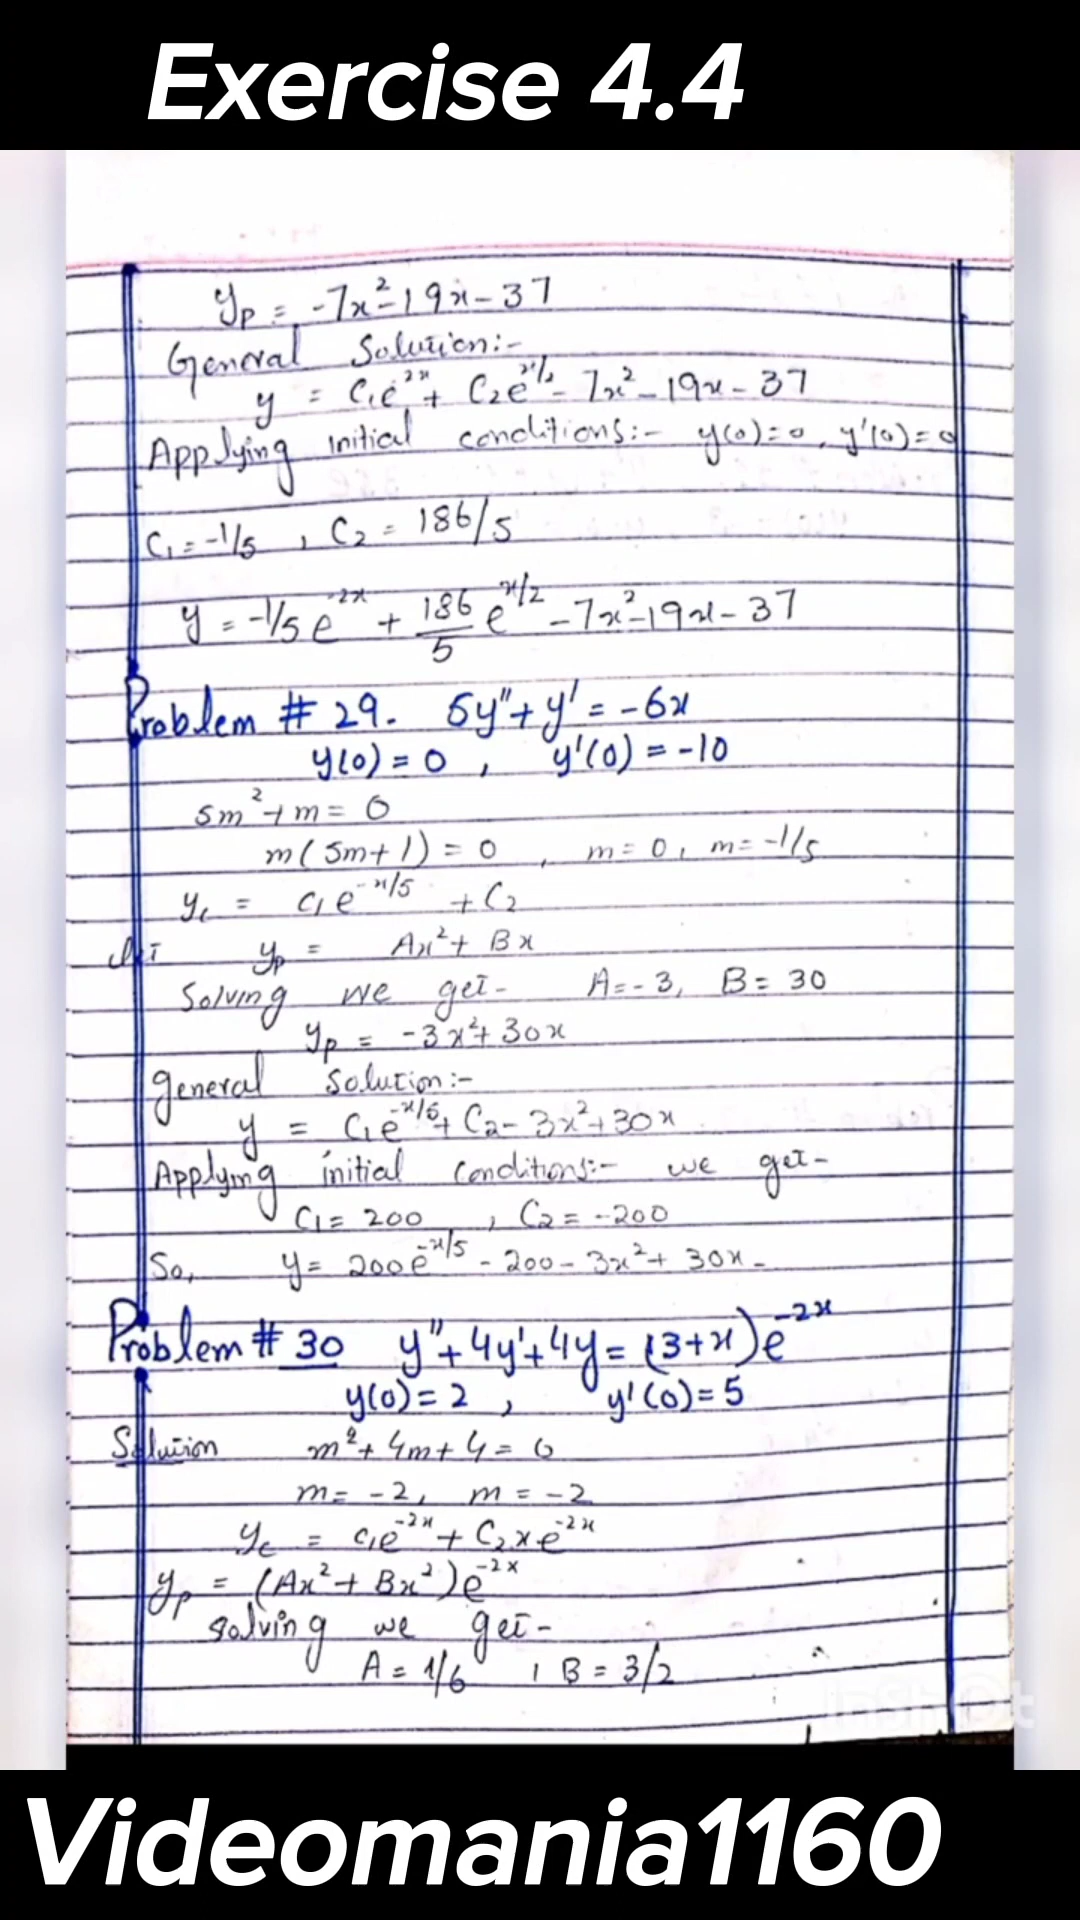 Exercise 4.4
yp = -7x²-19x-37
General Solution:-
y = C₁e^2x + C₂e^x/2 - 7x² - 19x - 37
Applying initial conditions:- y(0)=0, y'(0)=0
C₁ = -1/5 , C₂ = 186/5
y = -1/5 e^-2x + 186/5 e^x/2 - 7x²-19x-37
Problem # 29. 5y"+y' = -6x
y(0) = 0 , y'(0) = -10
5m²+m = 0
m(5m+1) = 0 , m=0, m=-1/5
yc = c₁e^-x/5 + C₂
yp = Ax²+ Bx
Solving we get- A=-3, B= 30
yp = -3x²+30x
general solution:-
y = C₁e^-x/5 + C₂- 3x²+30x
Applying initial conditions:- we get-
C₁ = 200 , C₂ = -200
So, y= 200e^-x/5 - 200 - 3x²+ 30x -
Problem # 30 y"+4y'+4y= (3+x)e^-2x
y(0)=2 , y'(0)=5
Solution m²+4m+4=0
m= -2, m = -2
yc = c₁e^-2x + C₂xe^-2x
yp = (Ax²+ Bx²)e^-2x
solving we get-
A = 1/6 , B = 3/2
Videomania1160